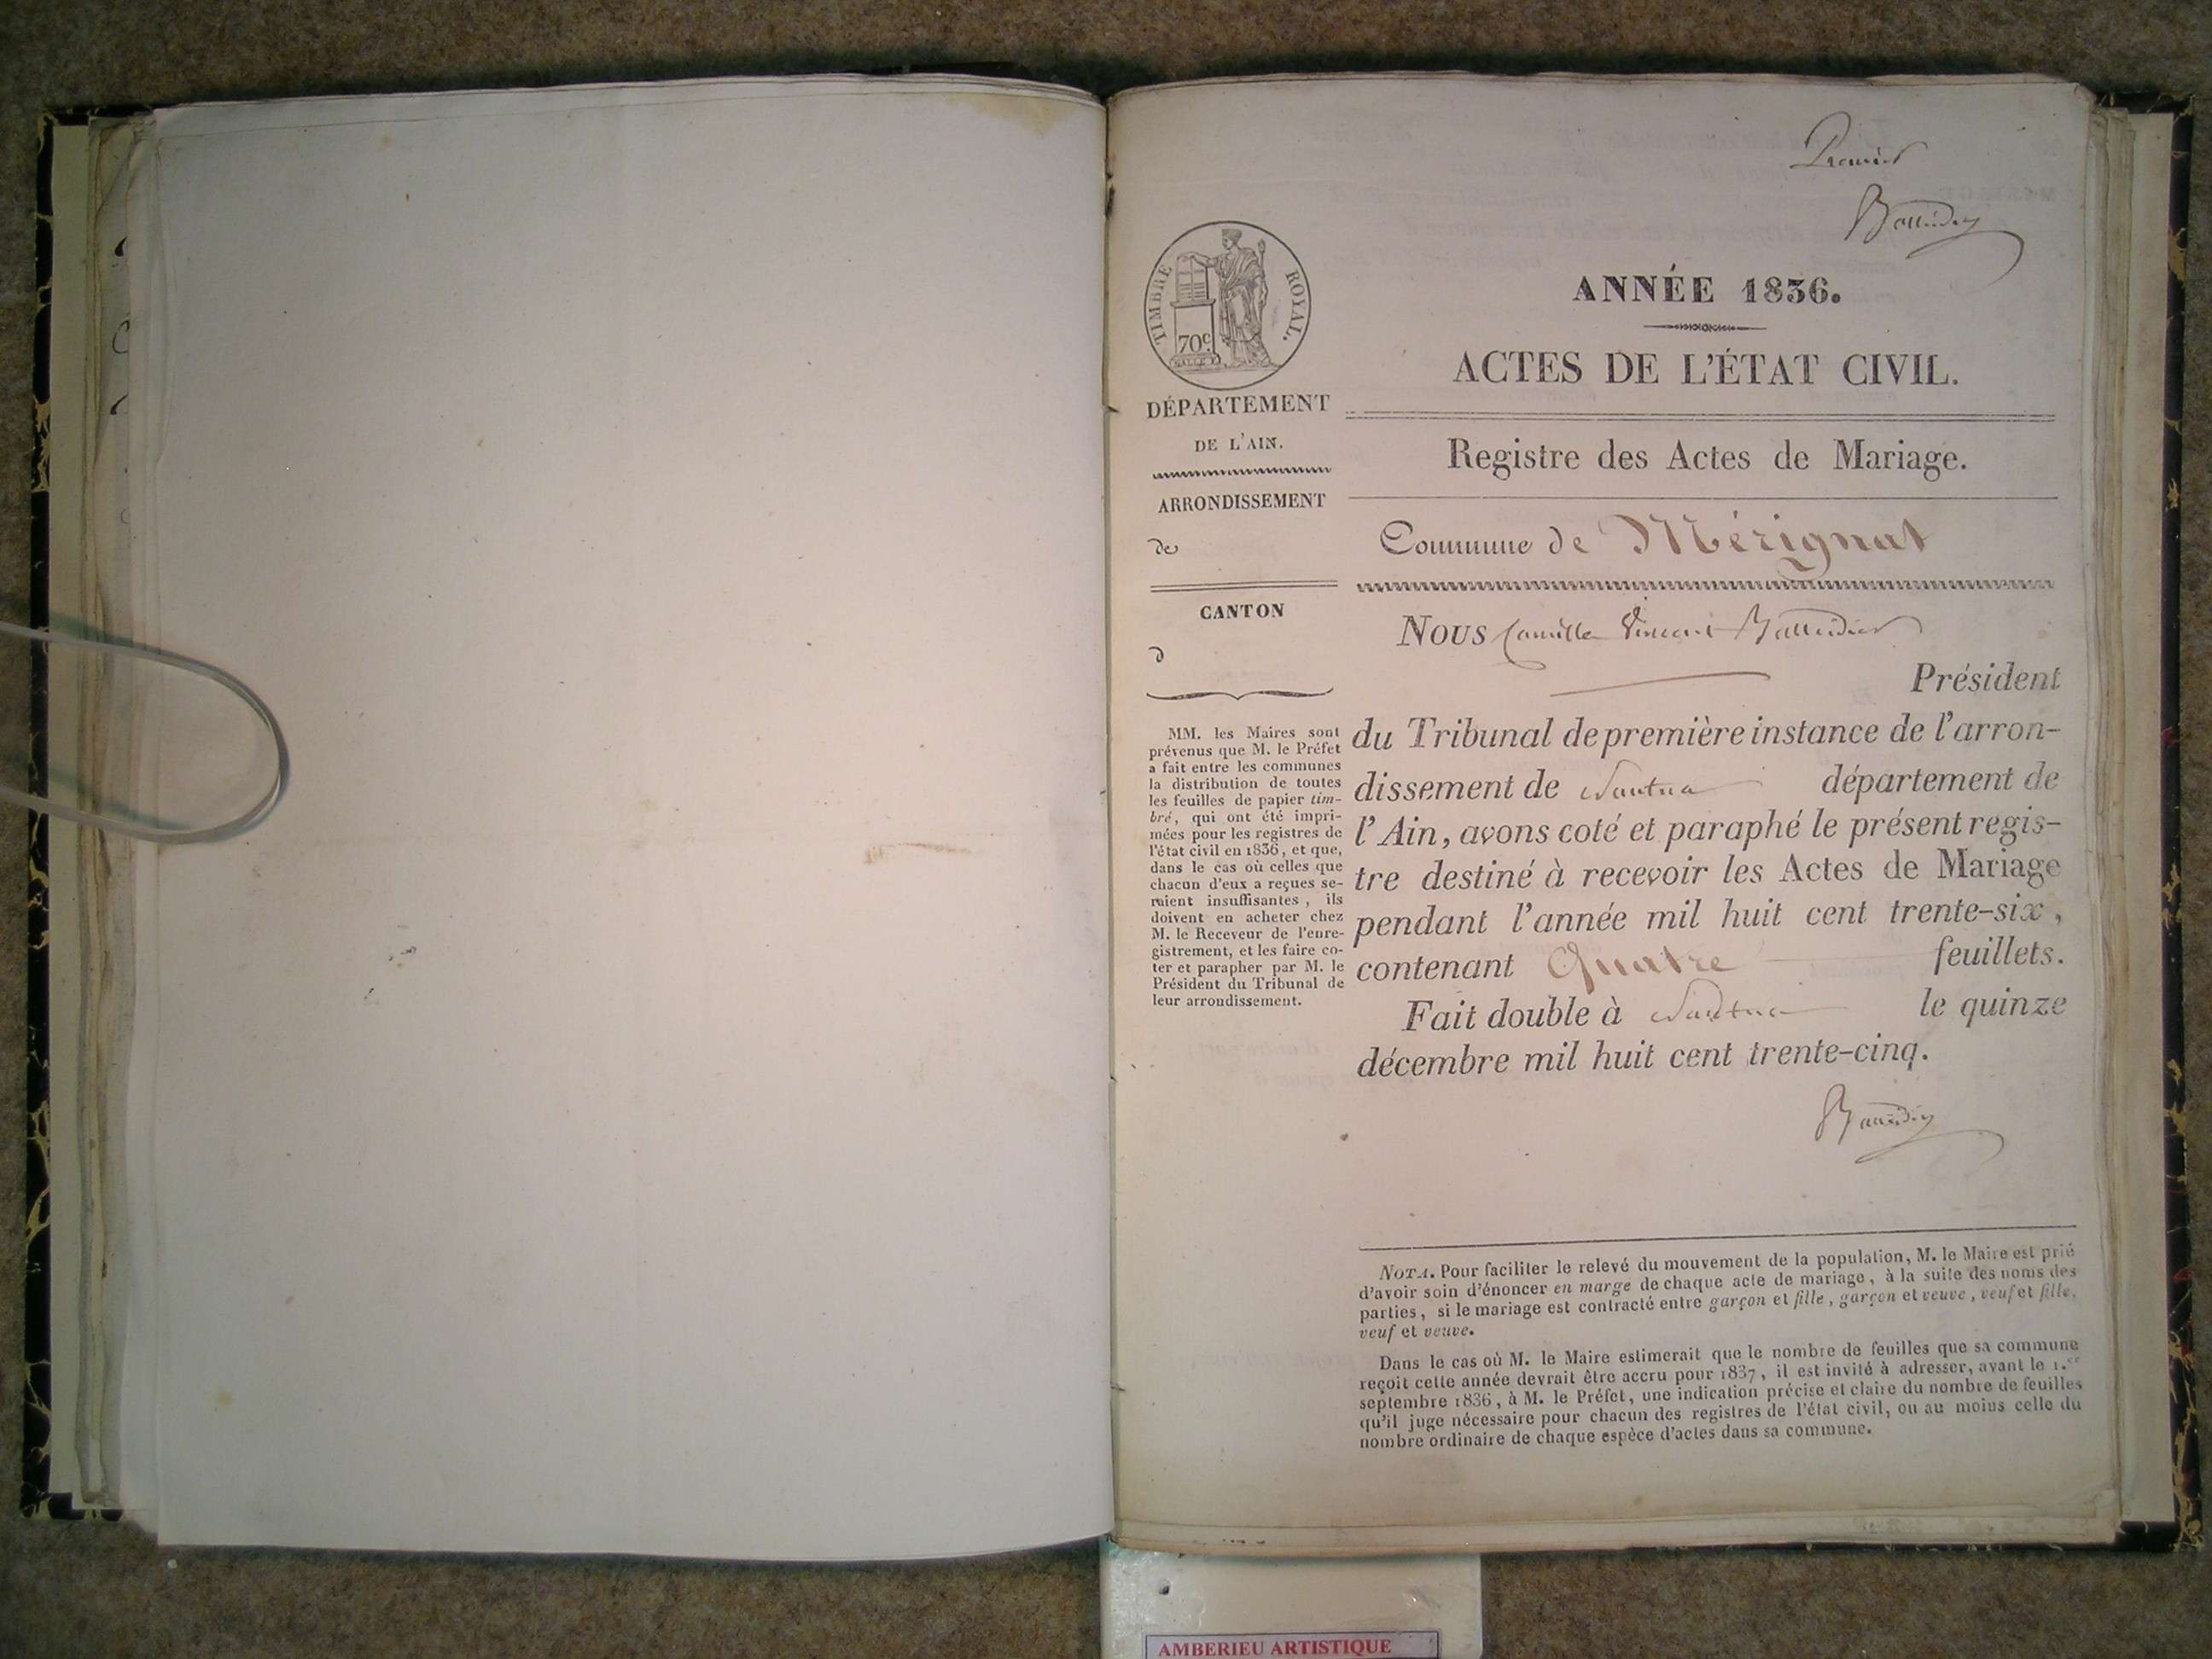 Premier
TIMBRE ROYAL.
70c.
ANNÉE 1836.
ACTES DE L'ÉTAT CIVIL.
DÉPARTEMENT
DE L'AIN.
Registre des Actes de Mariage.
ARRONDISSEMENT
de
Commune de Mérignat
CANTON
d
Nous Camille Vincent
Président
du Tribunal de première instance de l'arron-
dissement de Nantua département de
l'Ain, avons coté et paraphé le présent regis-
tre destiné à recevoir les Actes de Mariage
pendant l'année mil huit cent trente-six,
contenant Quatre feuillets.
Fait double à Nantua le quinze
décembre mil huit cent trente-cinq.
MM. les Maires sont
prévenus que M. le Préfet
a fait entre les communes
la distribution de toutes
les feuilles de papier tim-
bré, qui ont été impri-
mées pour les registres de
l'état civil en 1836, et que,
dans le cas où celles que
chacun d'eux a reçues se-
raient insuffisantes, ils
doivent en acheter chez
M. le Receveur de l'enre-
gistrement, et les faire co-
ter et parapher par M. le
Président du Tribunal de
leur arrondissement.
NOTA. Pour faciliter le relevé du mouvement de la population, M. le Maire est prié
d'avoir soin d'énoncer en marge de chaque acte de mariage, à la suite des noms des
parties, si le mariage est contracté entre garçon et fille, garçon et veuve, veuf et fille,
veuf et veuve.
Dans le cas où M. le Maire estimerait que le nombre de feuilles que sa commune
reçoit cette année devrait être accru pour 1837, il est invité à adresser, avant le 1.er
septembre 1836, à M. le Préfet, une indication précise et claire du nombre de feuilles
qu'il juge nécessaire pour chacun des registres de l'état civil, ou au moins celle du
nombre ordinaire de chaque espèce d'actes dans sa commune.
AMBERIEU ARTISTIQUE